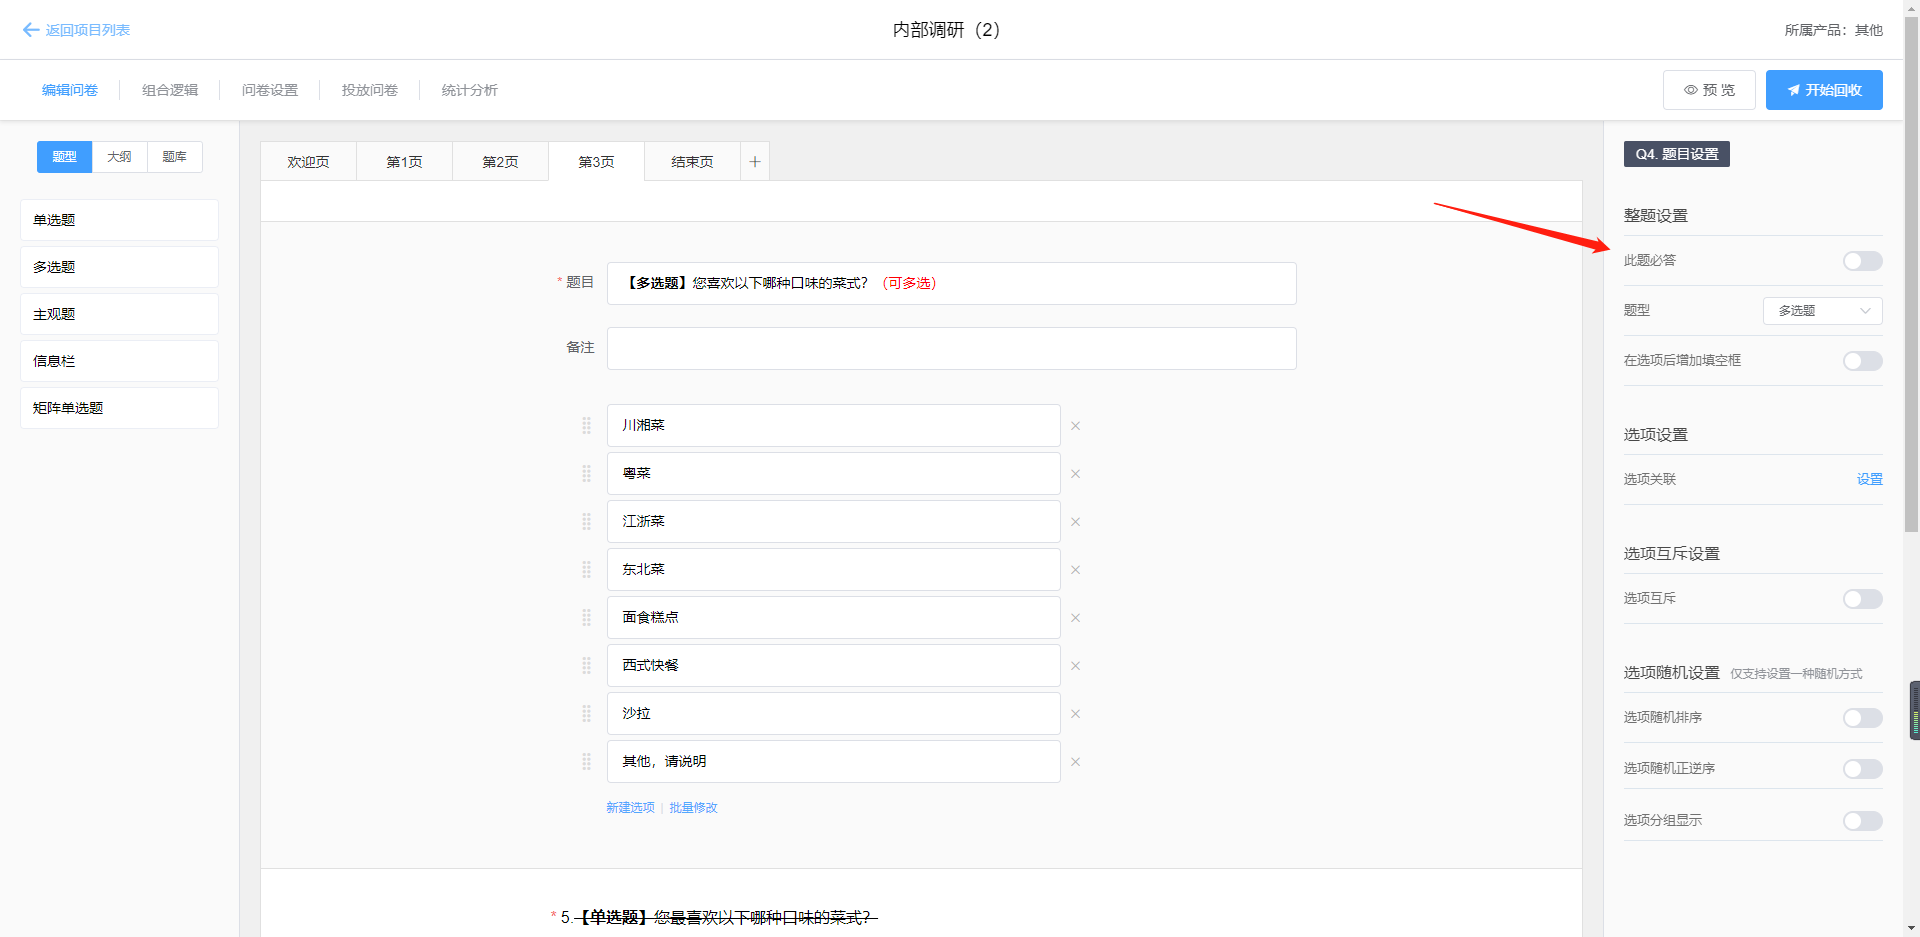 返回项目列表
内部调研（2）
所属产品：其他
编辑问卷
组合逻辑
问卷设置
投放问卷
统计分析
预 览
开始回收
题型
大纲
题库
单选题
多选题
主观题
信息栏
矩阵单选题
欢迎页
第1页
第2页
第3页
结束页
+
* 题目
【多选题】您喜欢以下哪种口味的菜式？（可多选）
备注
川湘菜
粤菜
江浙菜
东北菜
面食糕点
西式快餐
沙拉
其他，请说明
新建选项 | 批量修改
* 5.【单选题】您最喜欢以下哪种口味的菜式？
Q4. 题目设置
整题设置
此题必答
题型
多选题
在选项后增加填空框
选项设置
选项关联
设置
选项互斥设置
选项互斥
选项随机设置 仅支持设置一种随机方式
选项随机排序
选项随机正逆序
选项分组显示